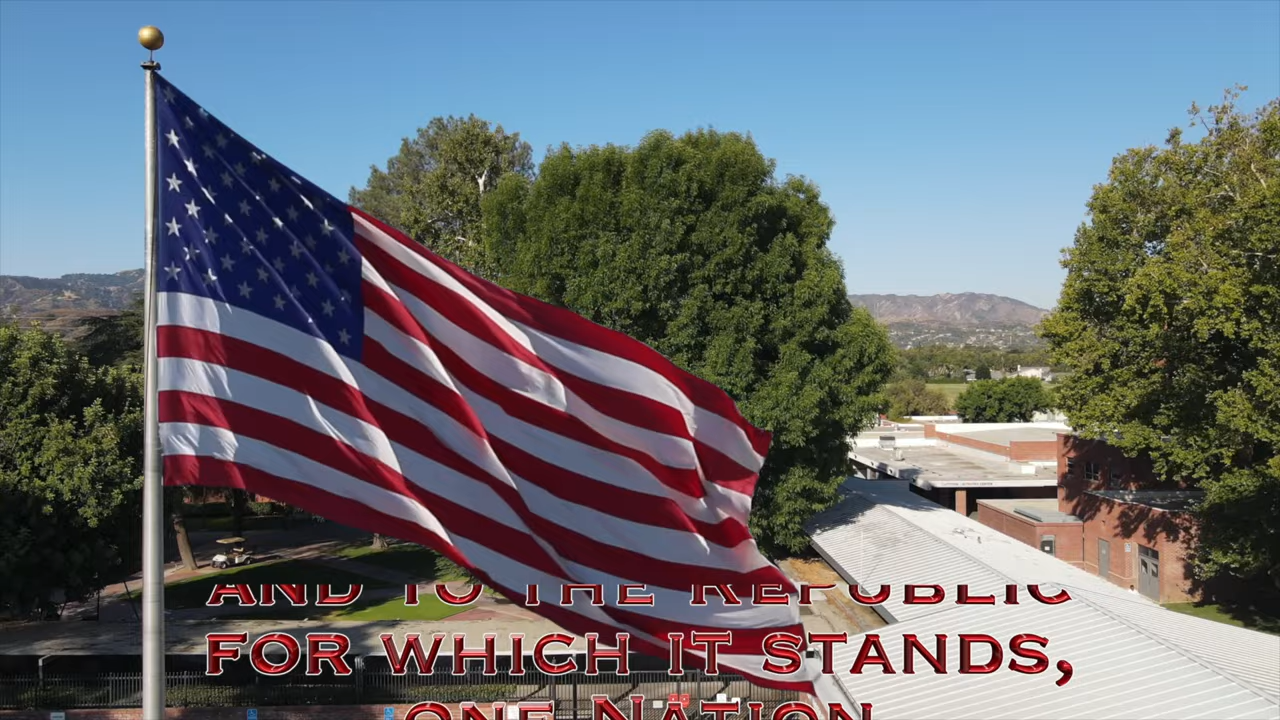 AND TO THE REPUBLIC
FOR WHICH IT STANDS,
ONE NATION